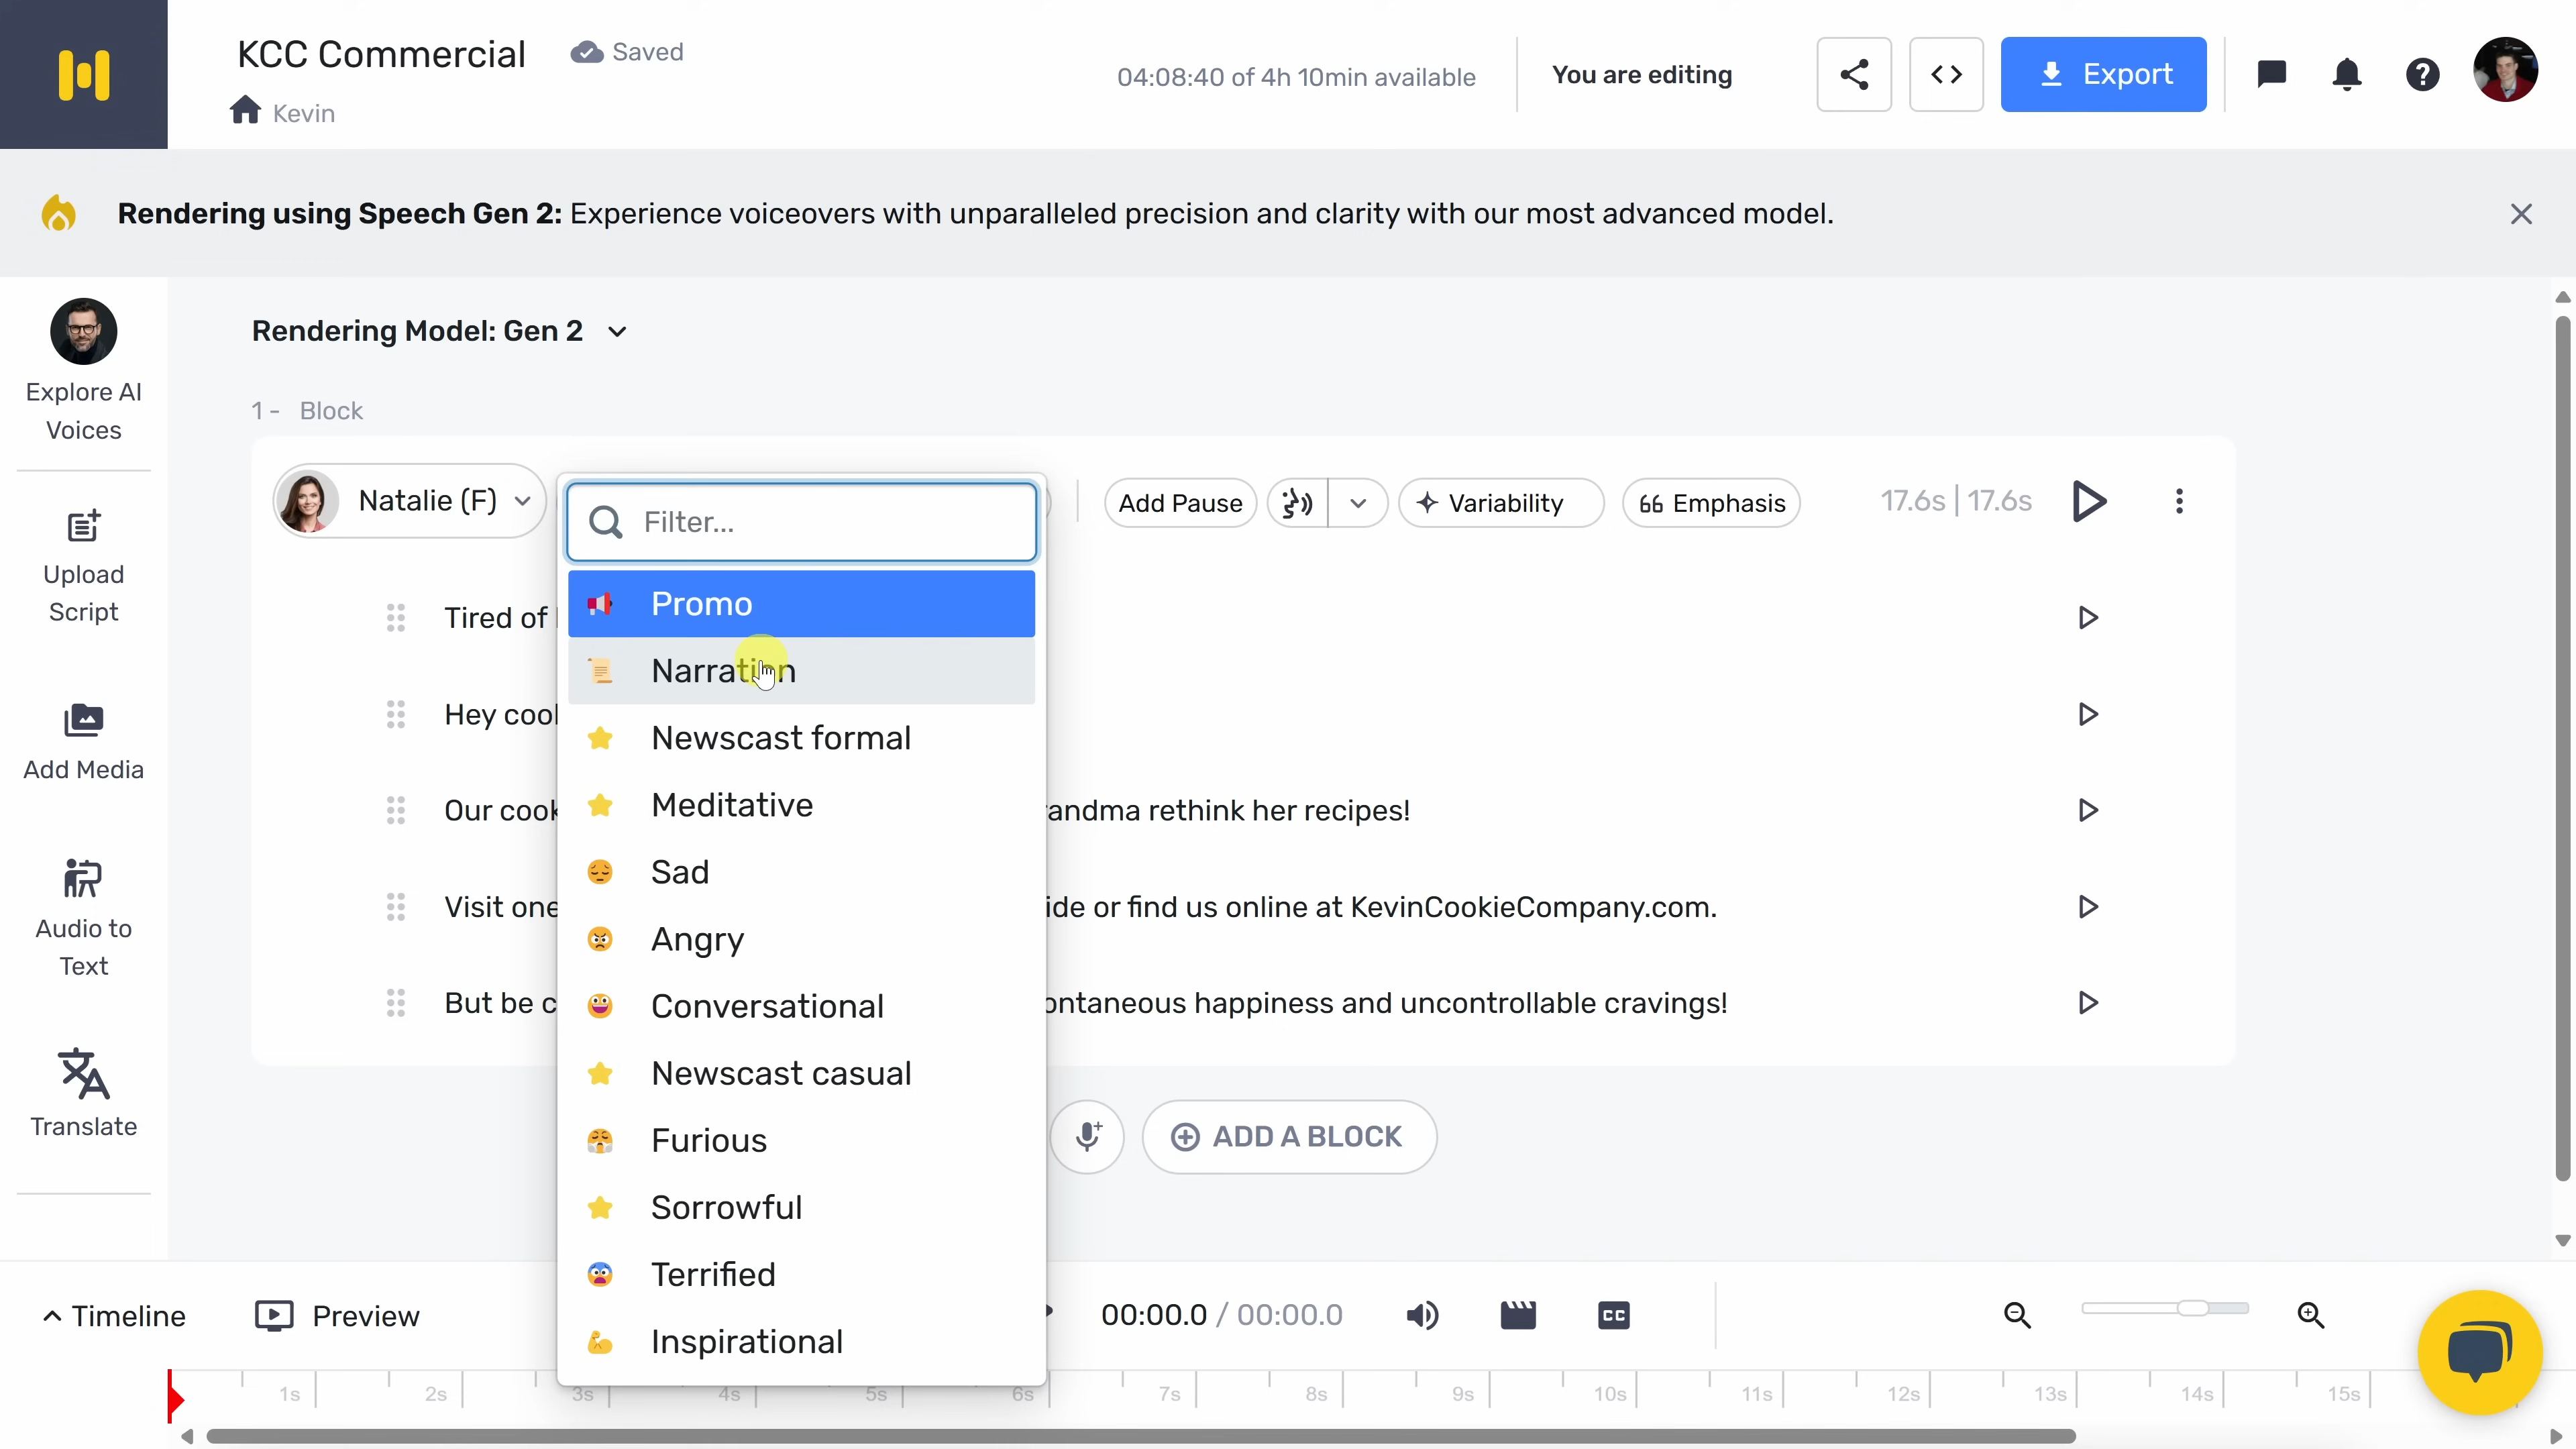 KCC Commercial
Saved
Kevin
04:08:40 of 4h 10min available
You are editing
Export
Rendering using Speech Gen 2: Experience voiceovers with unparalleled precision and clarity with our most advanced model.
Explore AI
Voices
Upload
Script
Add Media
Audio to
Text
Translate
Rendering Model: Gen 2
1 - Block
Natalie (F)
Filter...
Add Pause
Variability
Emphasis
17.6s | 17.6s
Promo
Narration
Newscast formal
Meditative
Sad
Angry
Conversational
Newscast casual
Furious
Sorrowful
Terrified
Inspirational
Tired of
Hey
Our
randma rethink her recipes!
Visit one
ide or find us online at KevinCookieCompany.com.
But be
ontaneous happiness and uncontrollable cravings!
ADD A BLOCK
Timeline
Preview
00:00.0 / 00:00.0
CC
1s 2s 3s 4s 5s 6s 7s 8s 9s 10s 11s 12s 13s 14s 15s